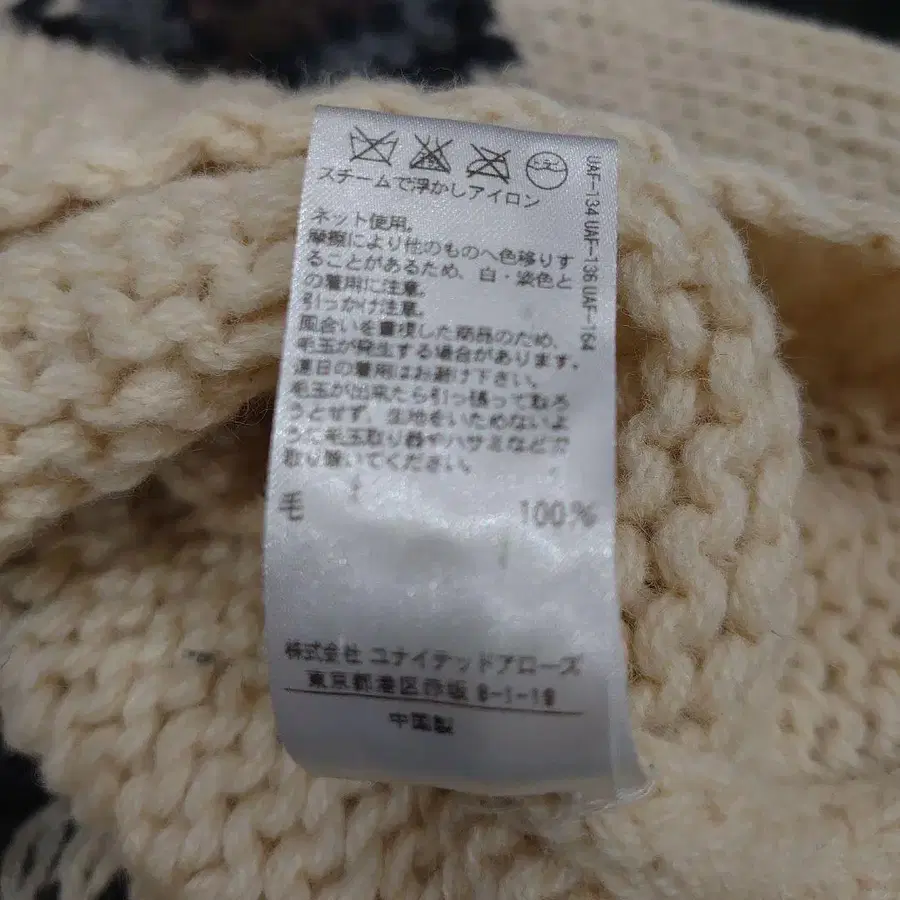 スチームで浮かしアイロン
ネット使用。
摩擦により他のものへ色移りす
ることがあるため、白・淡色と
の着用に注意。
引っかけ注意。
風合いを重視した商品のため、
毛玉が発生する場合があります。
連日の着用はお避け下さい。
毛玉が出来たら引っ張って取ろ
うとせず、生地をいためないよ
うに毛玉取り器やハサミなどで
取り除いてください。
毛 100%
株式会社 ユナイテッドアローズ
東京都港区赤坂 8-1-19
中国製
UAF-134 UAF-136 UAF-164